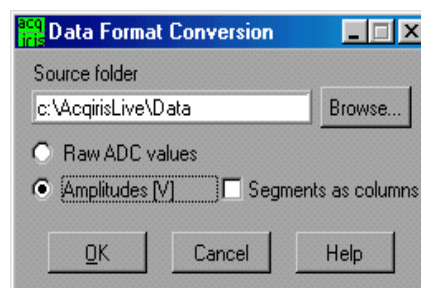 acq
iris
Data Format Conversion
Source folder
c:\AcqirisLive\Data
Browse...
Raw ADC values
Amplitudes [V]
Segments as columns
OK
Cancel
Help